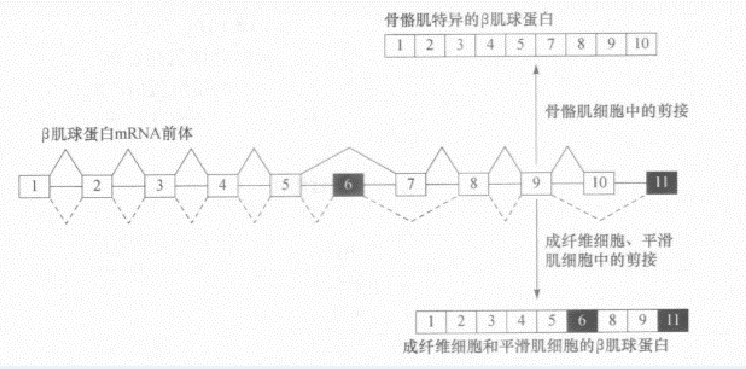 骨骼肌特异的β肌球蛋白
1 2 3 4 5 7 8 9 10
骨骼肌细胞中的剪接
β肌球蛋白mRNA前体
1 2 3 4 5 6 7 8 9 10 11
成纤维细胞、平滑
肌细胞中的剪接
1 2 3 4 5 6 8 9 11
成纤维细胞和平滑肌细胞的β肌球蛋白